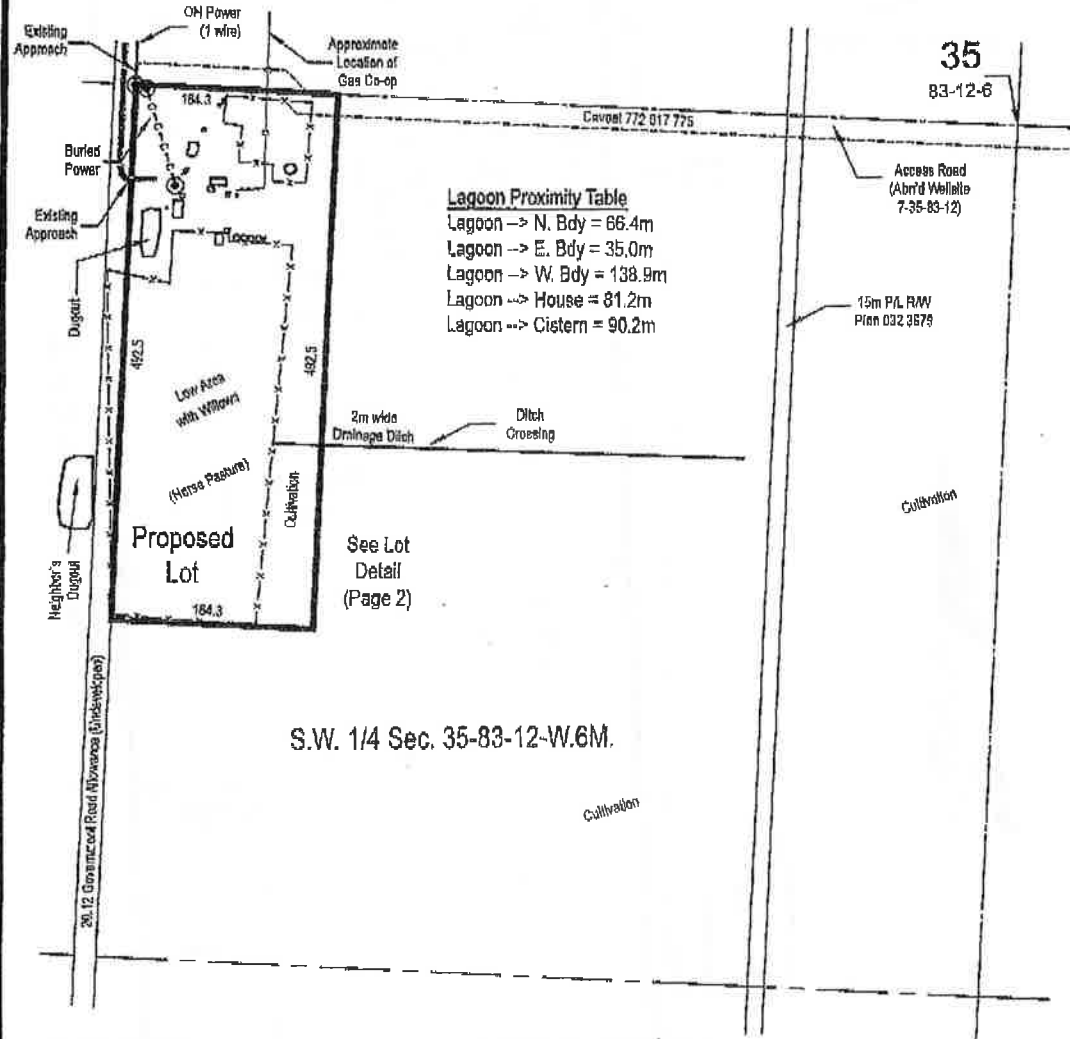 OH Power
(1 wire)
Existing
Approach
Approximate
Location of
Gas Co-op
35
83-12-6
184.3
Caveat 772 017 775
Buried
Power
Access Road
(Abn'd Wellsite
7-35-83-12)
Existing
Approach
Lagoon Proximity Table
Lagoon --> N. Bdy = 66.4m
Lagoon --> E. Bdy = 35.0m
Lagoon --> W. Bdy = 138.9m
Lagoon --> House = 81.2m
Lagoon --> Cistern = 90.2m
Dugout
15m P/L R/W
Plan 032 3679
492.5
492.5
Low Area
with Willows
2m wide
Drainage Ditch
Ditch
Crossing
(Horse Pasture)
Cultivation
Cultivation
Neighbor's
Dugout
Proposed
Lot
See Lot
Detail
(Page 2)
184.3
20.12 Government Road Allowance (Undeveloped)
S.W. 1/4 Sec. 35-83-12-W.6M.
Cultivation